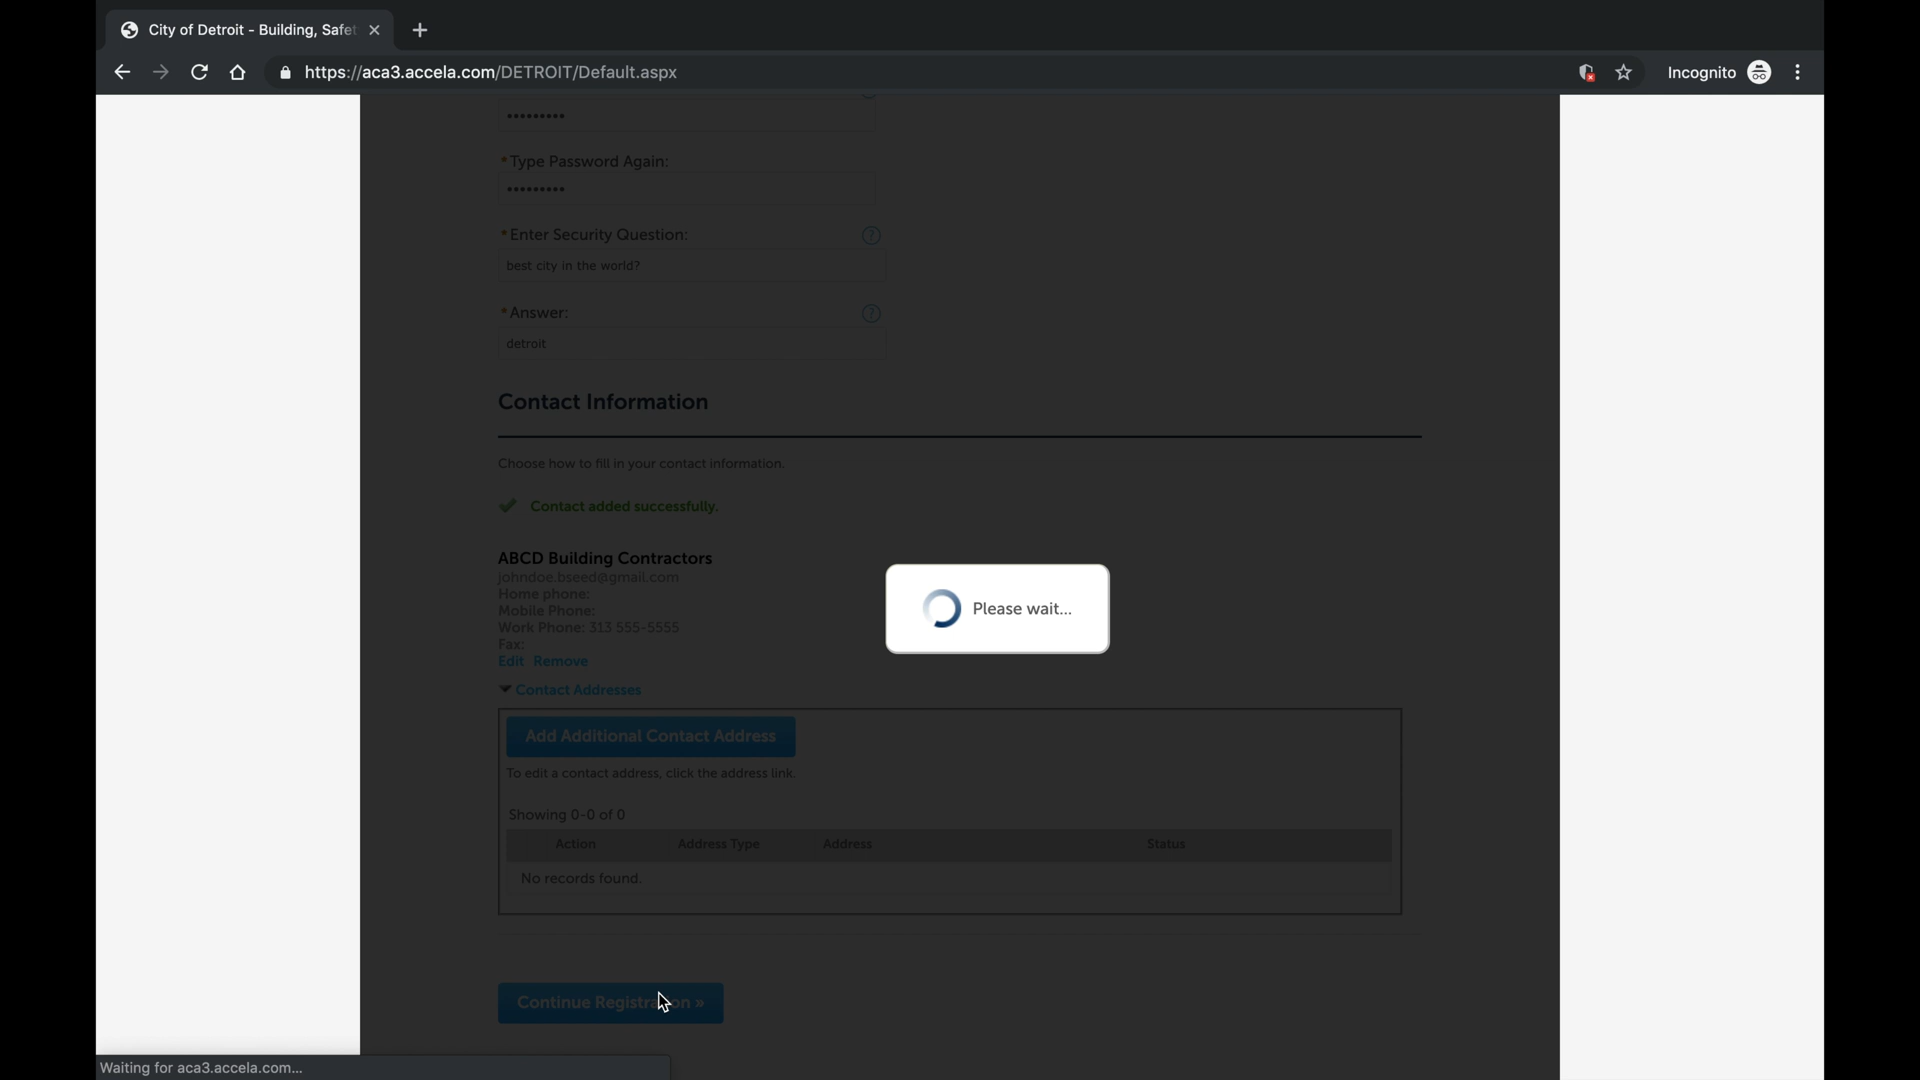 City of Detroit - Building, Safet
https://aca3.accela.com/DETROIT/Default.aspx
Incognito
•••••••••
*Type Password Again:
•••••••••
*Enter Security Question:
best city in the world?
*Answer:
detroit
Contact Information
Choose how to fill in your contact information.
Contact added successfully.
ABCD Building Contractors
johndoe.bseed@gmail.com
Home phone:
Mobile Phone:
Work Phone: 313 555-5555
Fax:
Edit Remove
Contact Addresses
Please wait...
Add Additional Contact Address
To edit a contact address, click the address link.
Showing 0-0 of 0
Action Address Type Address Status
No records found.
Continue Registration »
Waiting for aca3.accela.com...